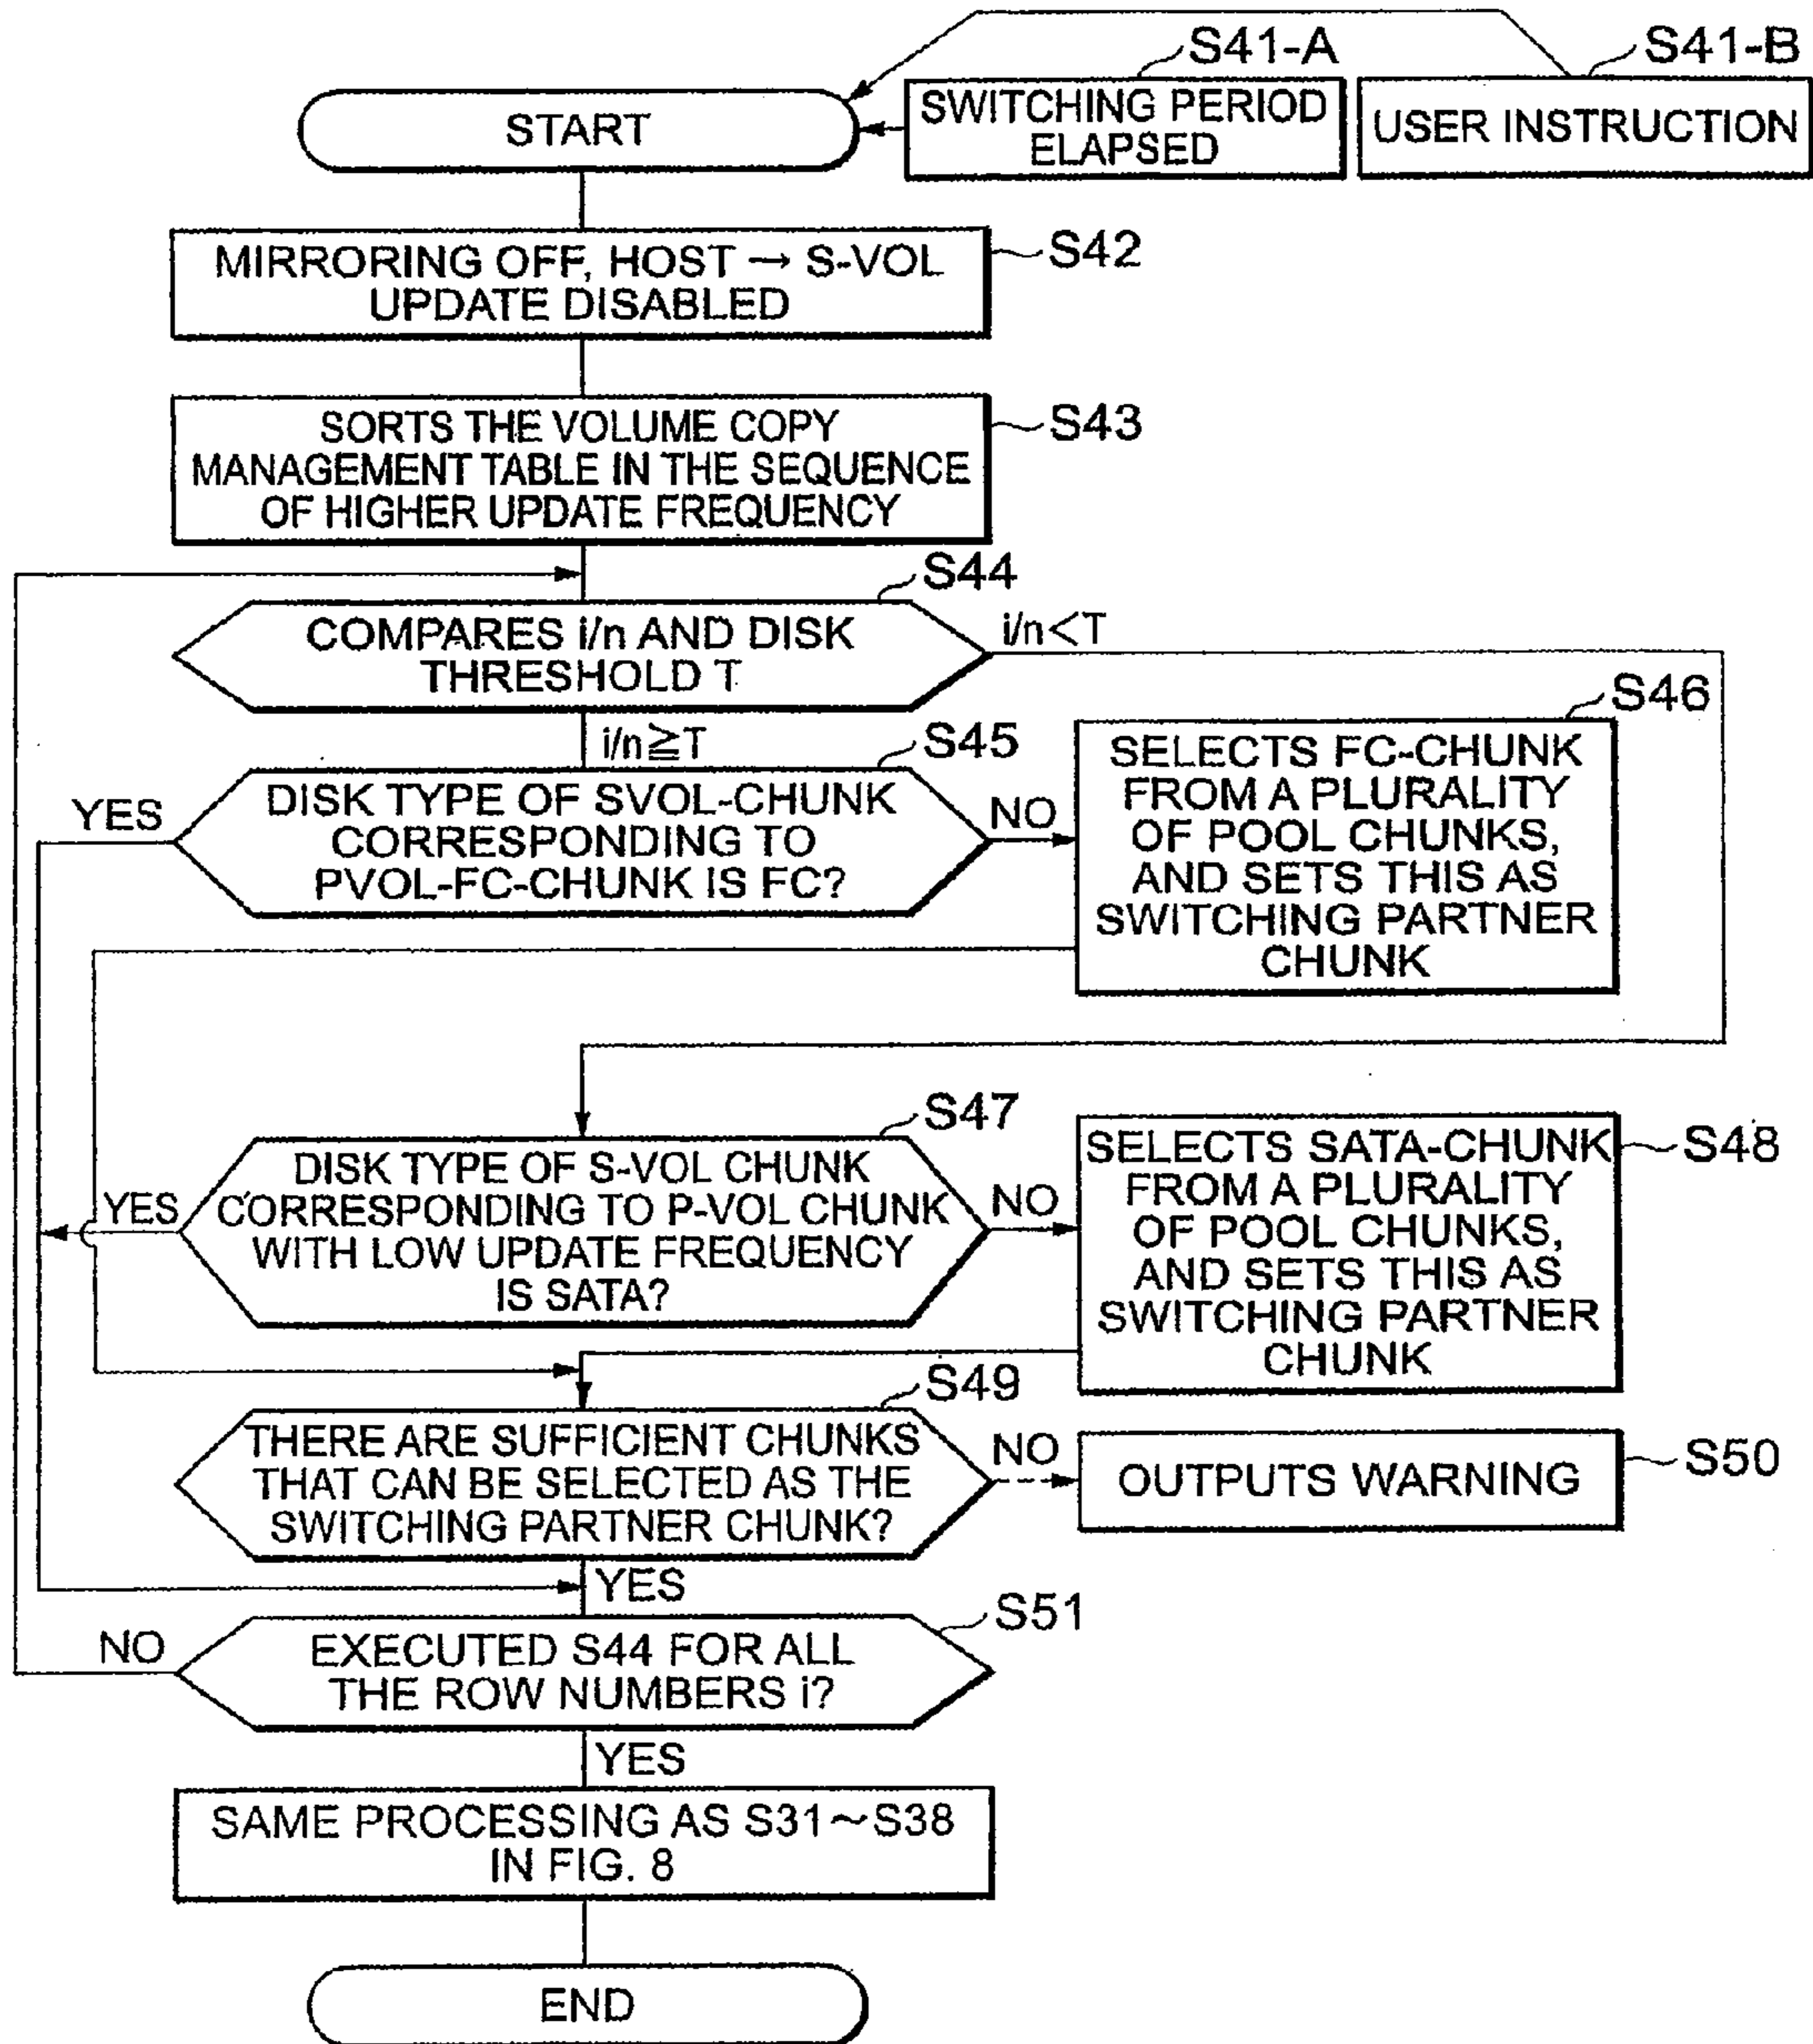 S41-A
S41-B
START
SWITCHING PERIOD
ELAPSED
USER INSTRUCTION
S42
MIRRORING OFF, HOST → S-VOL
UPDATE DISABLED
S43
SORTS THE VOLUME COPY
MANAGEMENT TABLE IN THE SEQUENCE
OF HIGHER UPDATE FREQUENCY
S44
COMPARES i/n AND DISK
THRESHOLD T
i/n<T
i/n≧T
S45
DISK TYPE OF SVOL-CHUNK
CORRESPONDING TO
PVOL-FC-CHUNK IS FC?
YES
NO
S46
SELECTS FC-CHUNK
FROM A PLURALITY
OF POOL CHUNKS,
AND SETS THIS AS
SWITCHING PARTNER
CHUNK
S47
DISK TYPE OF S-VOL CHUNK
CORRESPONDING TO P-VOL CHUNK
WITH LOW UPDATE FREQUENCY
IS SATA?
YES
NO
S48
SELECTS SATA-CHUNK
FROM A PLURALITY
OF POOL CHUNKS,
AND SETS THIS AS
SWITCHING PARTNER
CHUNK
S49
THERE ARE SUFFICIENT CHUNKS
THAT CAN BE SELECTED AS THE
SWITCHING PARTNER CHUNK?
NO
S50
OUTPUTS WARNING
YES
S51
EXECUTED S44 FOR ALL
THE ROW NUMBERS i?
NO
YES
SAME PROCESSING AS S31~S38
IN FIG. 8
END